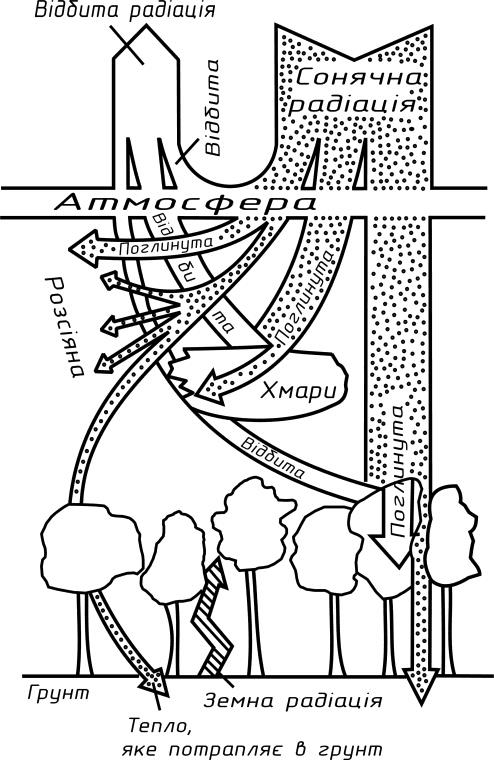 Відбита радіація
Відбита
Сонячна
радіація
Атмосфера
Відбита
Поглинута
Поглинута
Розсіяна
Хмари
Відбита
Поглинута
Грунт
Земна радіація
Тепло,
яке потрапляє в грунт